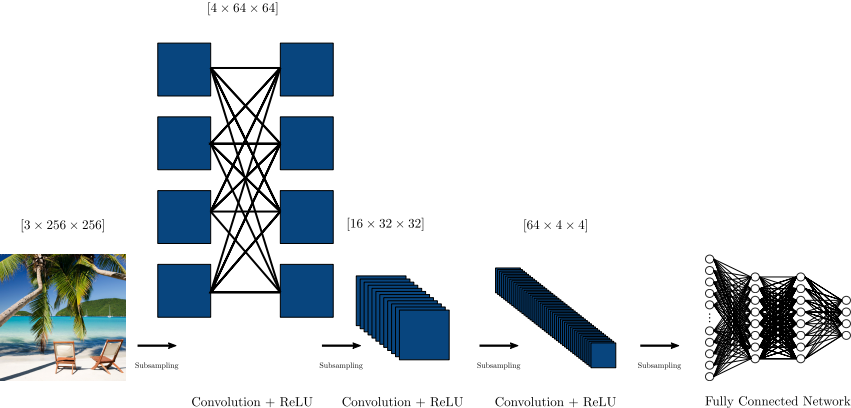 [4 × 64 × 64]
[3 × 256 × 256]
[16 × 32 × 32]
[64 × 4 × 4]
Subsampling
Subsampling
Subsampling
Subsampling
Convolution + ReLU
Convolution + ReLU
Convolution + ReLU
Fully Connected Network